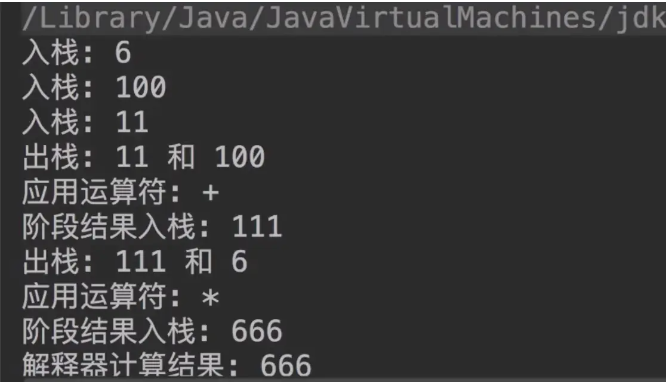 /Library/Java/JavaVirtualMachines/jdk
入栈: 6
入栈: 100
入栈: 11
出栈: 11 和 100
应用运算符: +
阶段结果入栈: 111
出栈: 111 和 6
应用运算符: *
阶段结果入栈: 666
解释器计算结果: 666